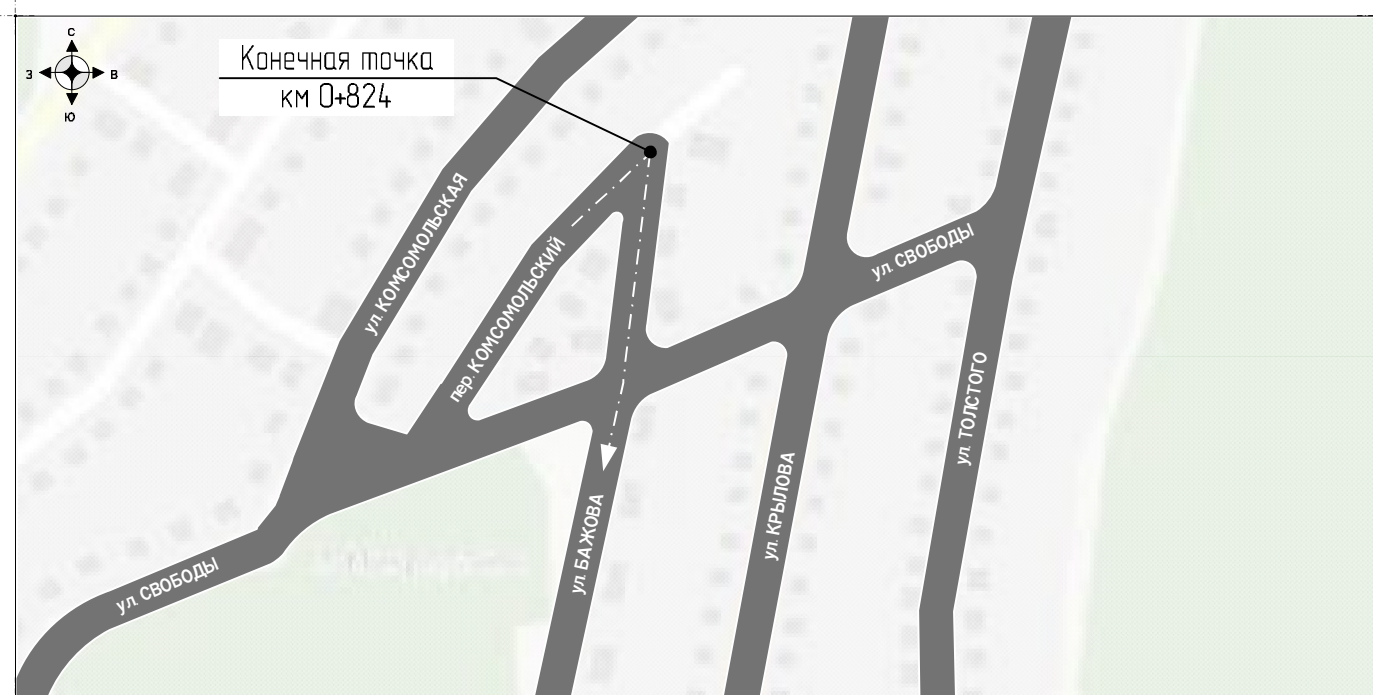 С
З
В
Ю
Конечная точка
км 0+824
ул. КОМСОМОЛЬСКАЯ
пер. КОМСОМОЛЬСКИЙ
ул. СВОБОДЫ
ул. ТОЛСТОГО
ул. КРЫЛОВА
ул. БАЖОВА
ул. СВОБОДЫ